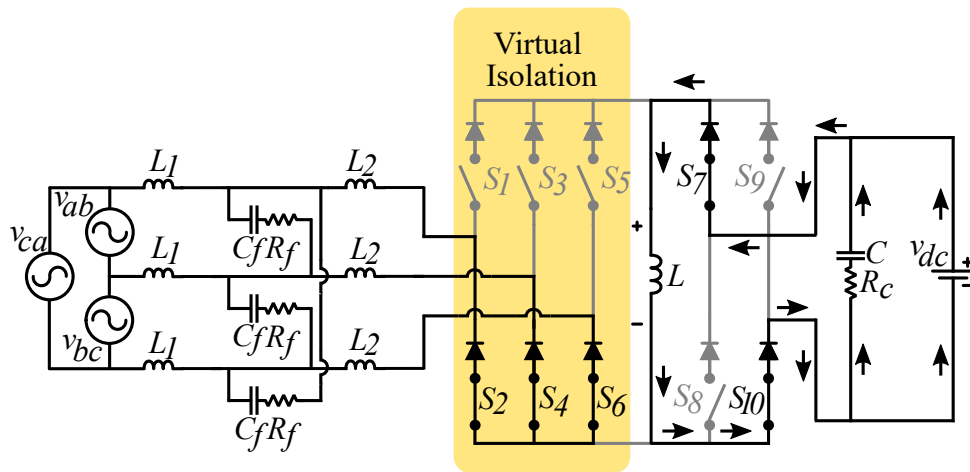 Virtual
Isolation
L1
L2
S1
S3
S5
S7
S9
vab
vca
CfRf
+
L1
L2
L
-
C
Rc
vdc
+
-
vbc
CfRf
L1
L2
S2
S4
S6
S8
S10
CfRf